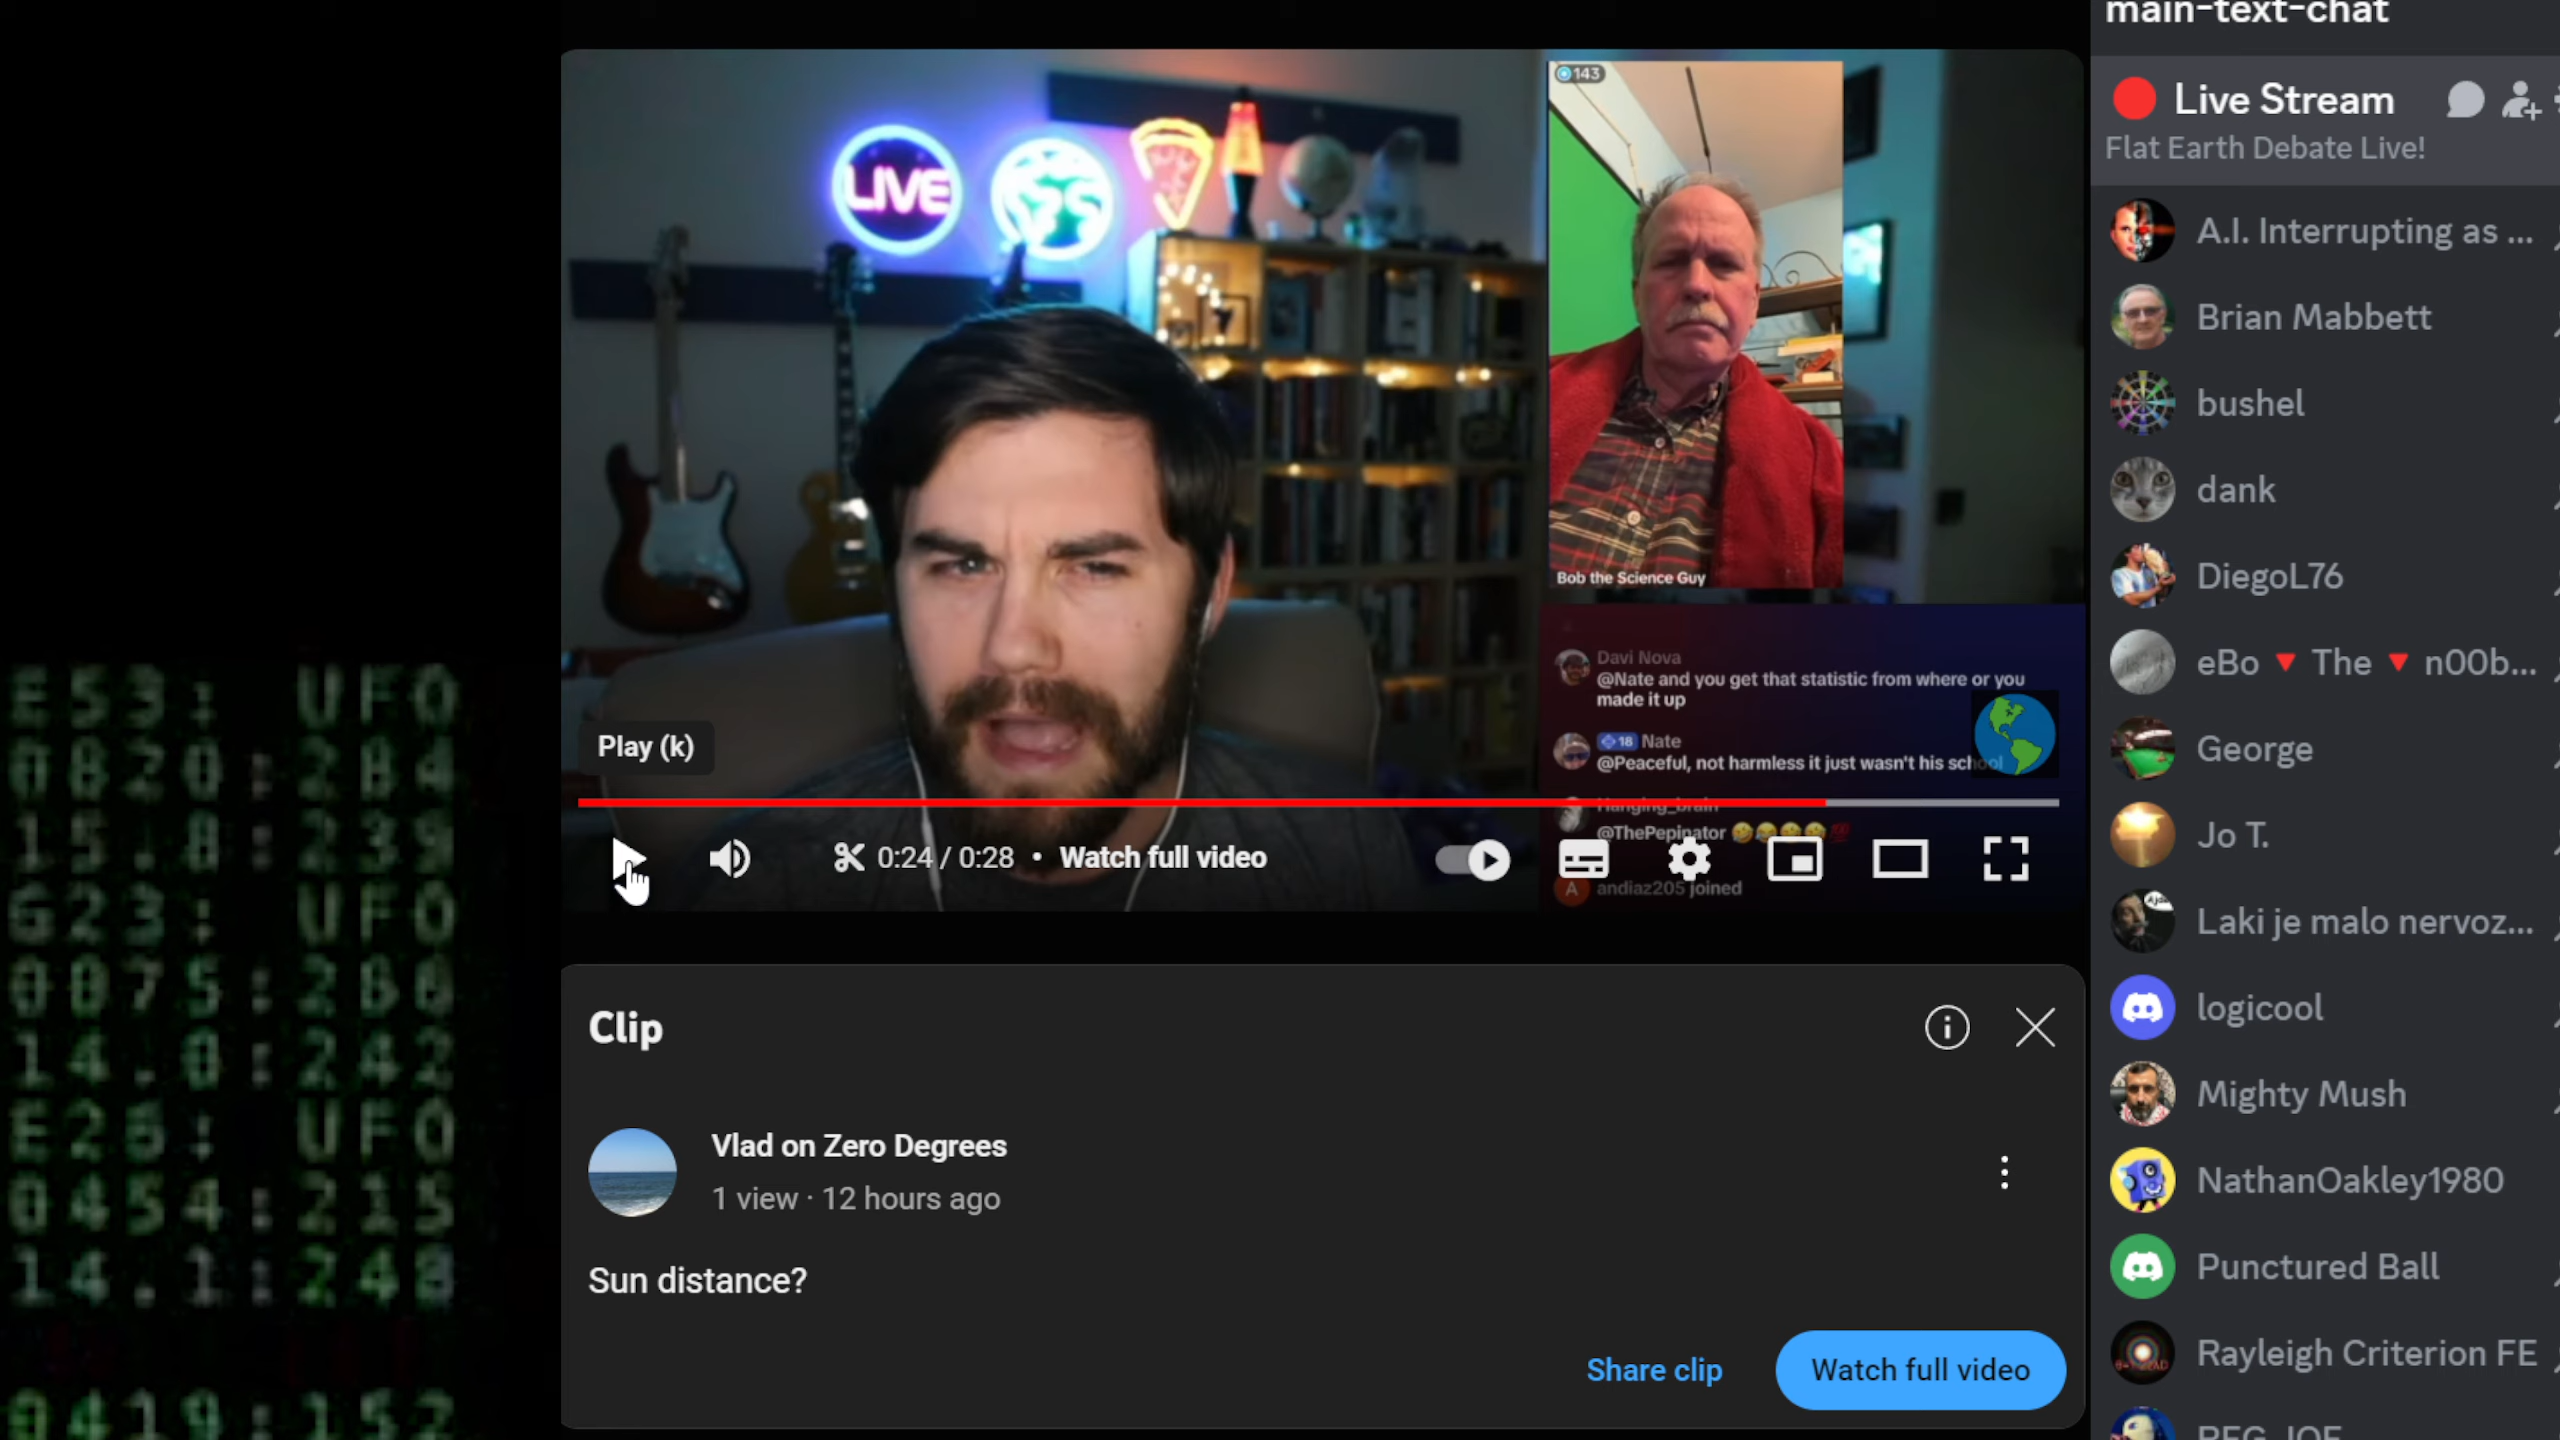 E53: UFO
0820:284
15.8:239
G23: UFO
14.0:242
E26: UFO
0454:215
14.1:248
0419:152
LIVE
143
Bob the Science Guy
Davi Nova
@Nate and you get that statistic from where or you
made it up
18 Nate
@Peaceful, not harmless it just wasn't his school
Hanging_brain
@ThePepinator 🤣😂🤣🤣💯
A andiaz205 joined
Play (k)
0:24 / 0:28 • Watch full video
Clip
Vlad on Zero Degrees
1 view · 12 hours ago
Sun distance?
Share clip
Watch full video
main-text-chat
Live Stream
Flat Earth Debate Live!
A.I. Interrupting as ...
Brian Mabbett
bushel
dank
DiegoL76
eBo 🔻 The 🔻 n00b...
George
Jo T.
Laki je malo nervoz...
logicool
Mighty Mush
NathanOakley1980
Punctured Ball
Rayleigh Criterion FE